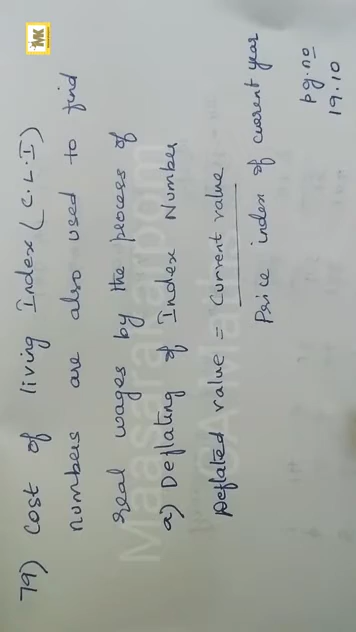 79) Cost of living Index (C.L.I)
numbers are also used to find
real wages by the process of
a) Deflating of Index Number
Deflated value = Current value
Price index of current year
pg.no
19.10
MK